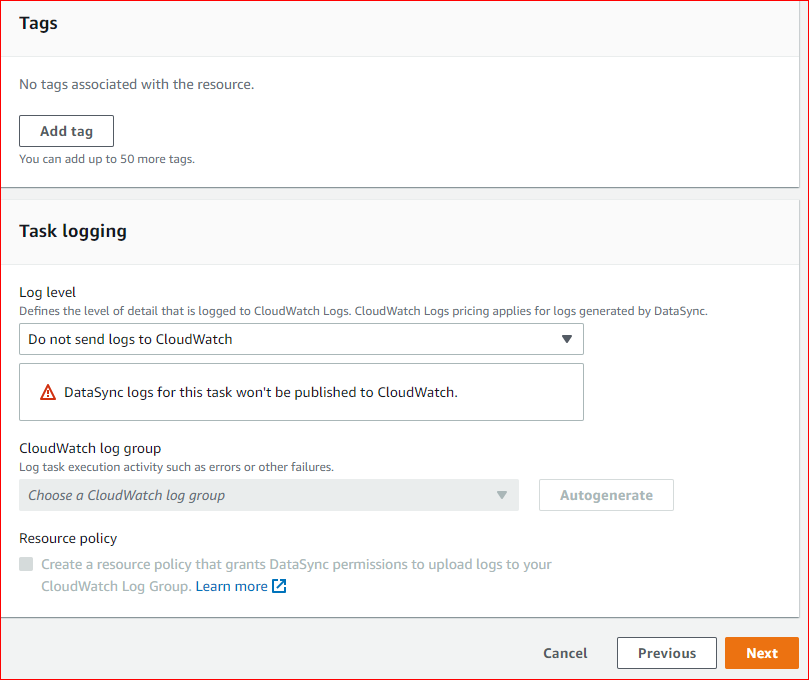 Tags
No tags associated with the resource.
Add tag
You can add up to 50 more tags.
Task logging
Log level
Defines the level of detail that is logged to CloudWatch Logs. CloudWatch Logs pricing applies for logs generated by DataSync.
Do not send logs to CloudWatch
DataSync logs for this task won't be published to CloudWatch.
CloudWatch log group
Log task execution activity such as errors or other failures.
Choose a CloudWatch log group
Autogenerate
Resource policy
Create a resource policy that grants DataSync permissions to upload logs to your
CloudWatch Log Group. Learn more
Cancel
Previous
Next